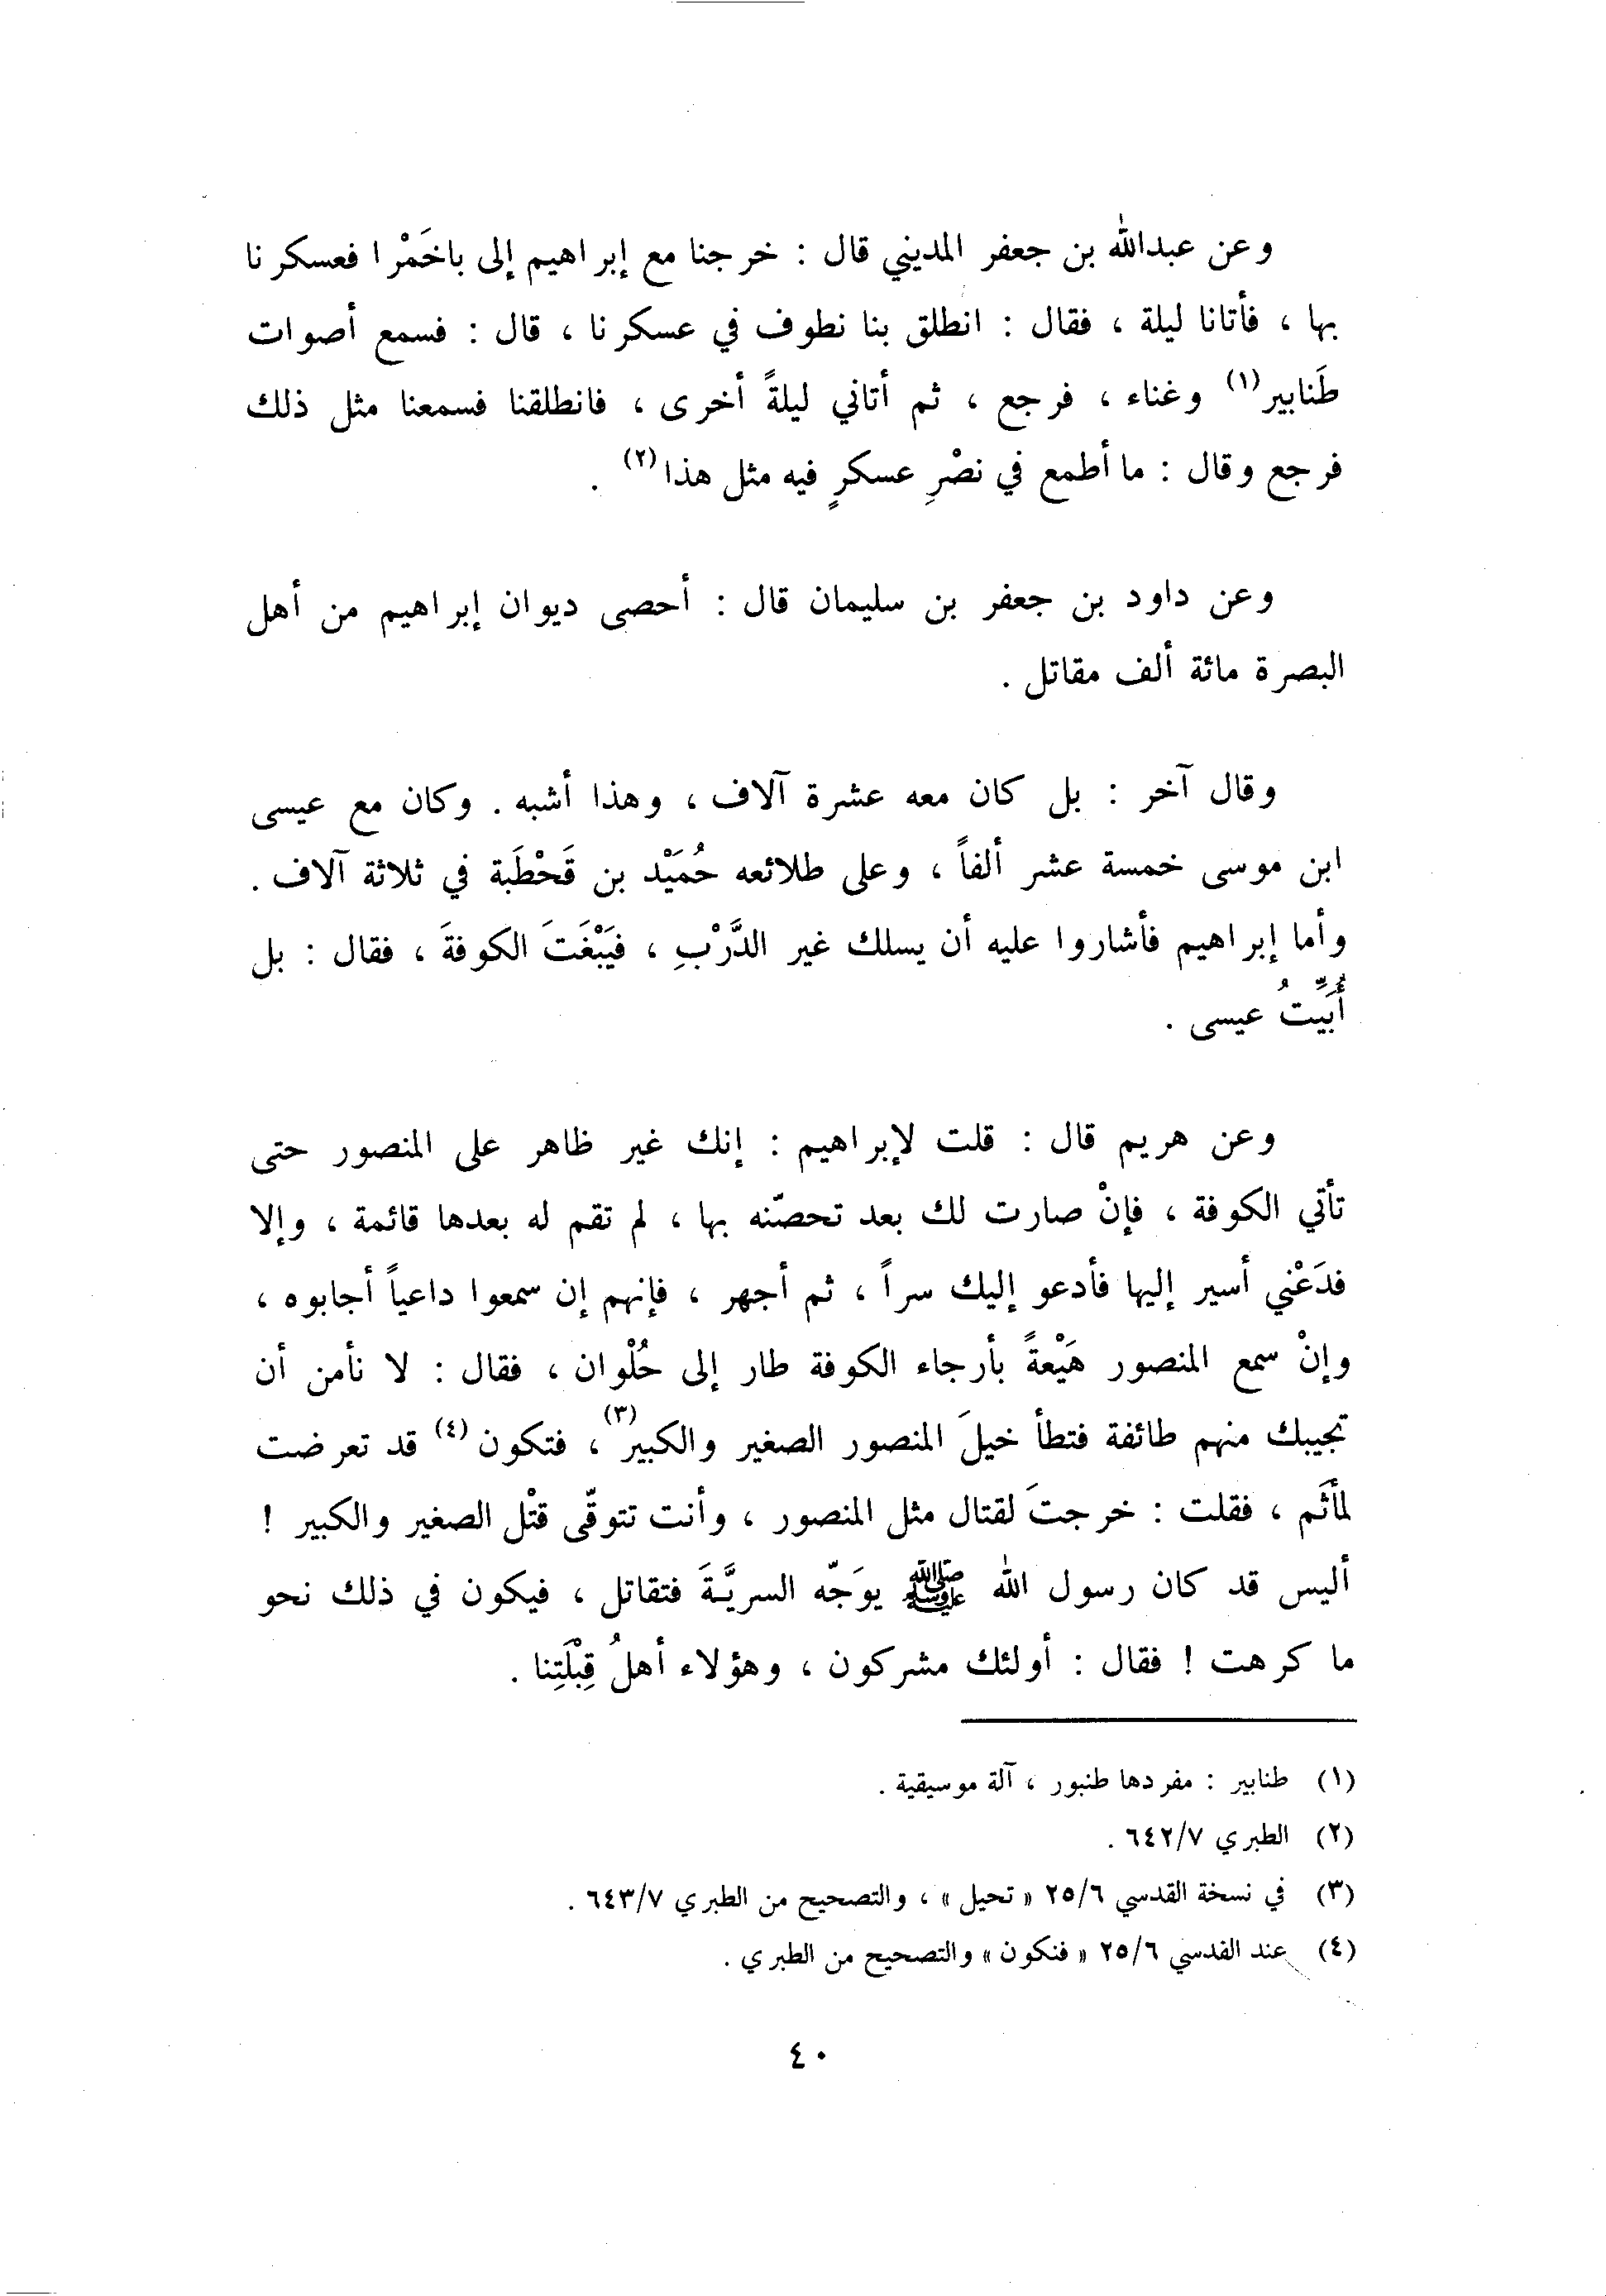 وعن عبدالله بن جعفر المديني قال : خرجنا مع إبراهيم إلى باخَمْرا فعسكرنا
بها ، فأتانا ليلة ، فقال : انطلق بنا نطوف في عسكرنا ، قال : فسمع أصوات
طَنابير(١) وغناء ، فرجع ، ثم أتاني ليلةً أخرى ، فانطلقنا فسمعنا مثل ذلك
فرجع وقال : ما أطمع في نصْرِ عسكرٍ فيه مثل هذا(٢) .
وعن داود بن جعفر بن سليمان قال : أحصى ديوان إبراهيم من أهل
البصرة مائة ألف مقاتل .
وقال آخر : بل كان معه عشرة آلاف ، وهذا أشبه . وكان مع عيسى
ابن موسى خمسة عشر ألفاً ، وعلى طلائعه حُمَيْد بن قَحْطَبة في ثلاثة آلاف .
وأما إبراهيم فأشاروا عليه أن يسلك غير الدَّرْبِ ، فيَبْغَتَ الكوفةَ ، فقال : بل
أُبَيِّتُ عيسى .
وعن هريم قال : قلت لإبراهيم : إنك غير ظاهر على المنصور حتى
تأتي الكوفة ، فإنْ صارت لك بعد تحصّنه بها ، لم تقم له بعدها قائمة ، وإلا
فدَعْني أسير إليها فأدعو إليك سراً ، ثم أجهر ، فإنهم إن سمعوا داعياً أجابوه ،
وإنْ سمع المنصور هَيْعةً بأرجاء الكوفة طار إلى حُلْوان ، فقال : لا نأمن أن
تجيبك منهم طائفة فتطأ خيلَ المنصور الصغير والكبير(٣) ، فتكون(٤) قد تعرضت
لمأثَم ، فقلت : خرجتَ لقتال مثل المنصور ، وأنت تتوقّى قتْل الصغير والكبير !
أليس قد كان رسول الله ﷺ يوَجّه السريَّةَ فتقاتل ، فيكون في ذلك نحو
ما كرهت ! فقال : أولئك مشركون ، وهؤلاء أهلُ قِبْلَتِنا .
(١) طنابير : مفردها طنبور ، آلة موسيقية .
(٢) الطبري ٦٤٢/٧ .
(٣) في نسخة القدسي ٢٥/٦ « تحيل » ، والتصحيح من الطبري ٦٤٣/٧ .
(٤) عند القدسي ٢٥/٦ « فنكون » والتصحيح من الطبري .
٤٠